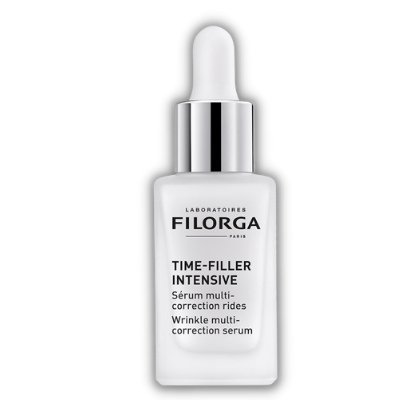 LABORATOIRES
FILORGA
PARIS
TIME-FILLER
INTENSIVE
Sérum multi-
correction rides
Wrinkle multi-
correction serum